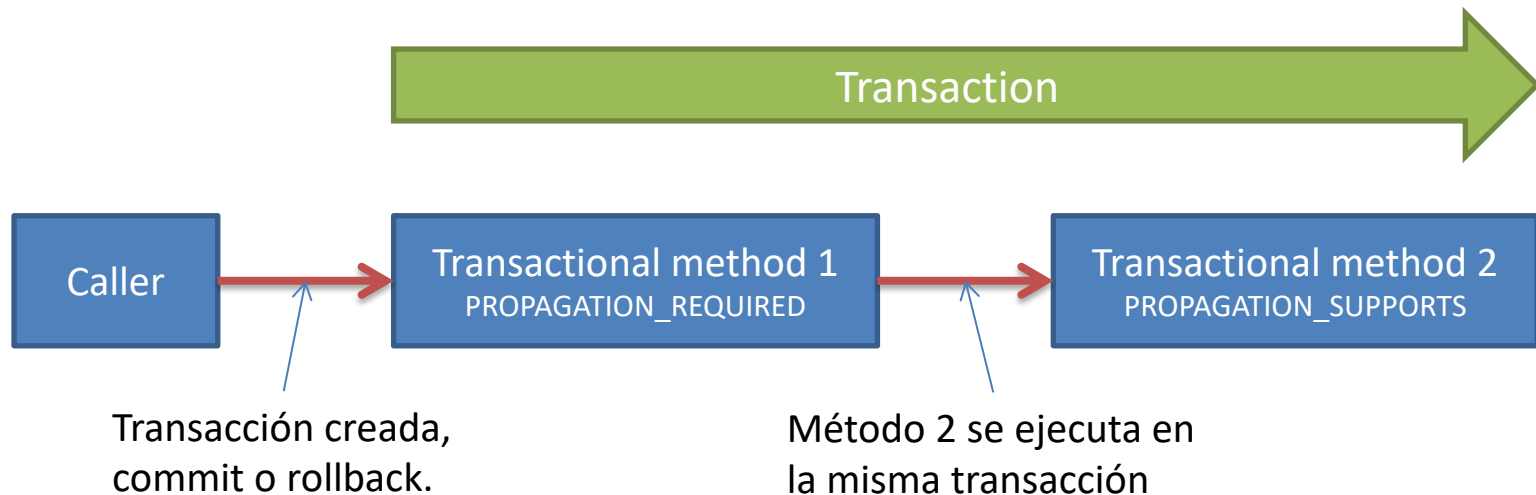 Transaction
Caller
Transactional method 1
PROPAGATION_REQUIRED
Transactional method 2
PROPAGATION_SUPPORTS
Transacción creada,
commit o rollback.
Método 2 se ejecuta en
la misma transacción